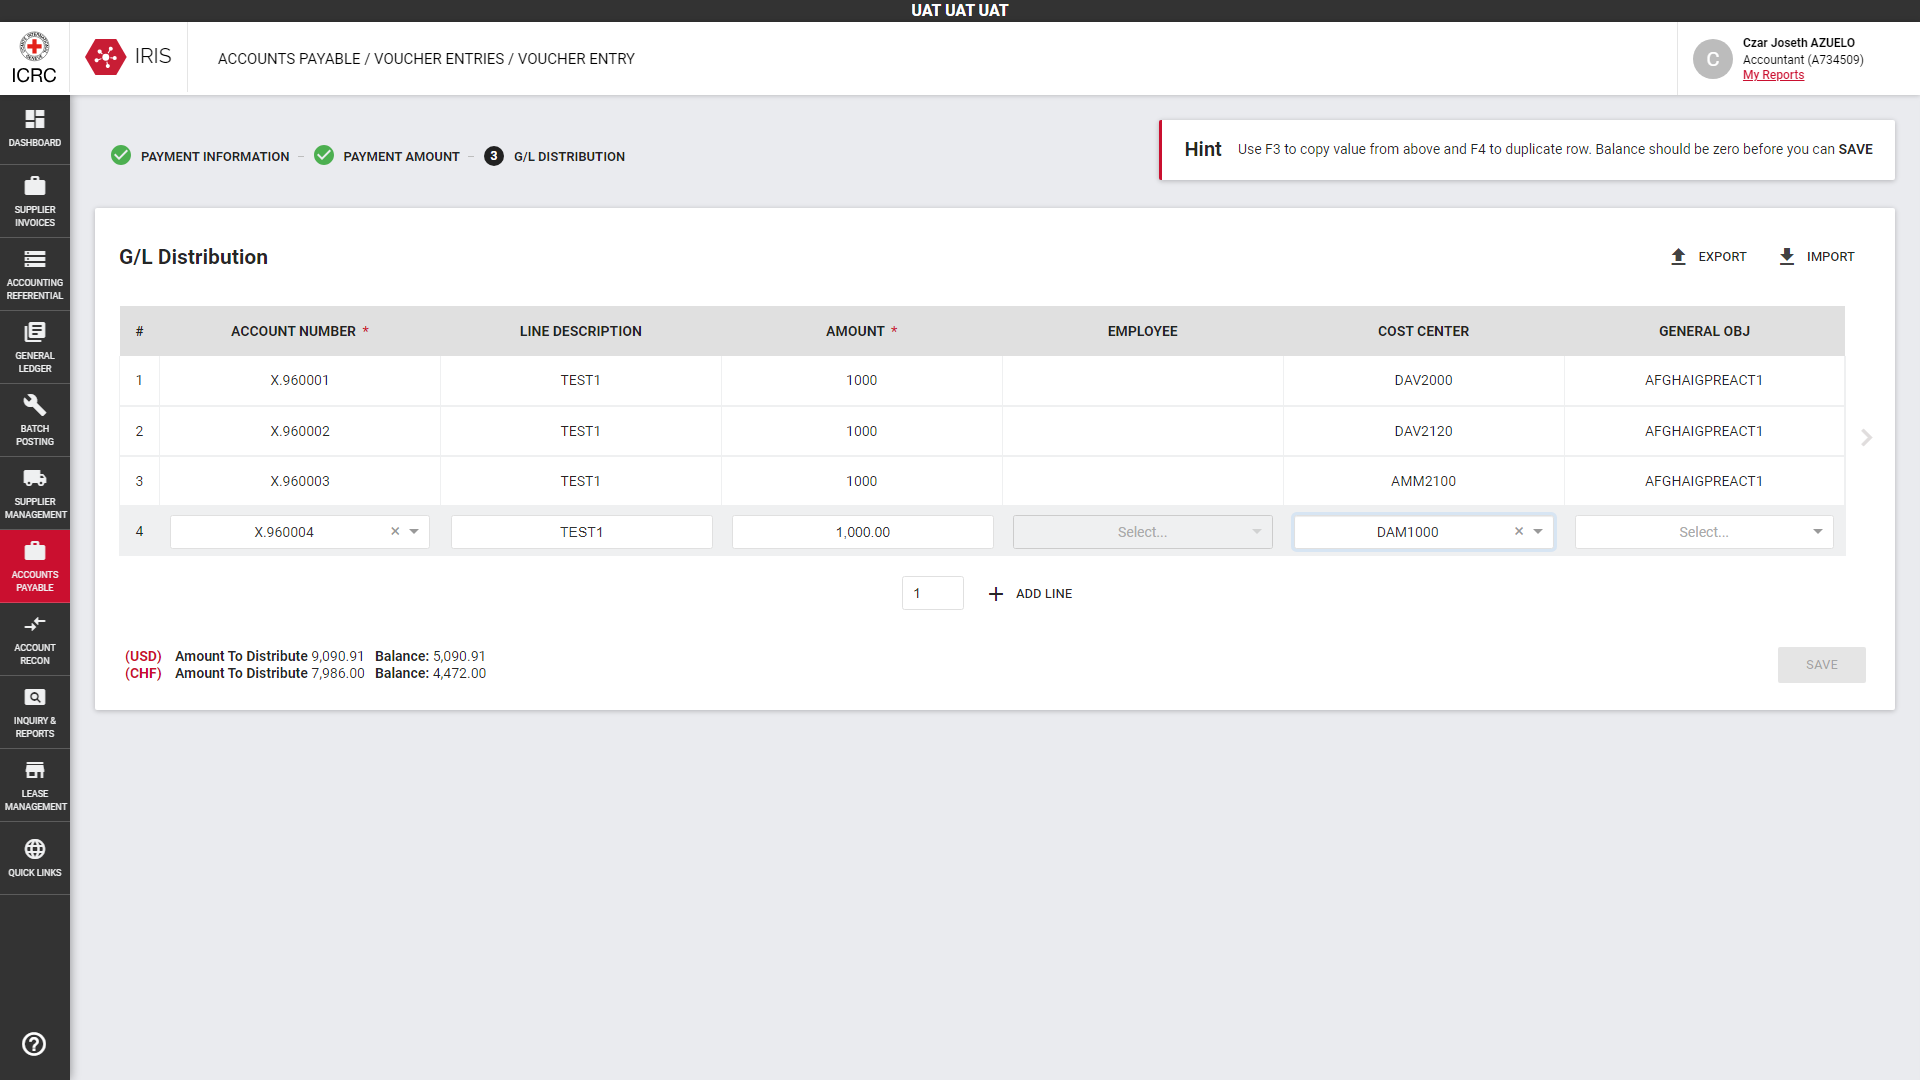 UAT UAT UAT
ICRC
IRIS
ACCOUNTS PAYABLE / VOUCHER ENTRIES / VOUCHER ENTRY
C
Czar Joseth AZUELO
Accountant (A734509)
My Reports
DASHBOARD
SUPPLIER
INVOICES
ACCOUNTING
REFERENTIAL
GENERAL
LEDGER
BATCH
POSTING
SUPPLIER
MANAGEMENT
ACCOUNTS
PAYABLE
ACCOUNT
RECON
INQUIRY &
REPORTS
LEASE
MANAGEMENT
QUICK LINKS
PAYMENT INFORMATION
PAYMENT AMOUNT
3 G/L DISTRIBUTION
Hint Use F3 to copy value from above and F4 to duplicate row. Balance should be zero before you can SAVE
G/L Distribution
EXPORT
IMPORT
# ACCOUNT NUMBER * LINE DESCRIPTION AMOUNT * EMPLOYEE COST CENTER GENERAL OBJ
1 X.960001 TEST1 1000 DAV2000 AFGHAIGPREACT1
2 X.960002 TEST1 1000 DAV2120 AFGHAIGPREACT1
3 X.960003 TEST1 1000 AMM2100 AFGHAIGPREACT1
4 X.960004 TEST1 1,000.00 Select... DAM1000 Select...
1 ADD LINE
(USD) Amount To Distribute 9,090.91 Balance: 5,090.91
(CHF) Amount To Distribute 7,986.00 Balance: 4,472.00
SAVE